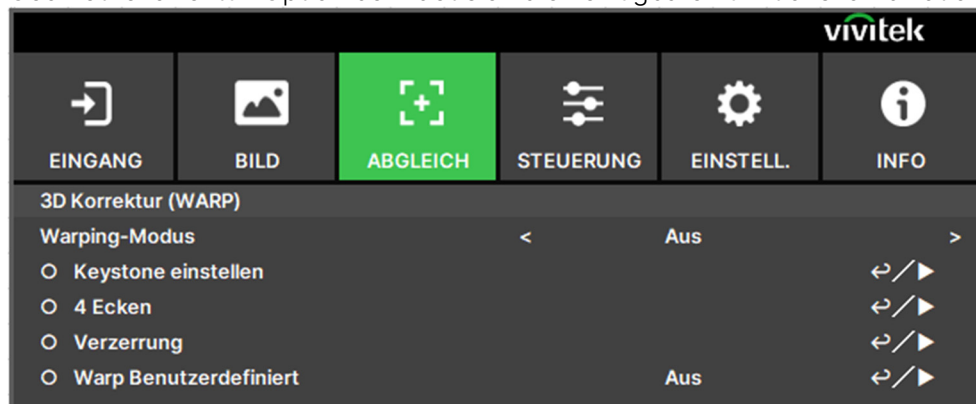 vivitek
EINGANG BILD ABGLEICH STEUERUNG EINSTELL. INFO
3D Korrektur (WARP)
Warping-Modus < Aus >
Keystone einstellen
4 Ecken
Verzerrung
Warp Benutzerdefiniert Aus